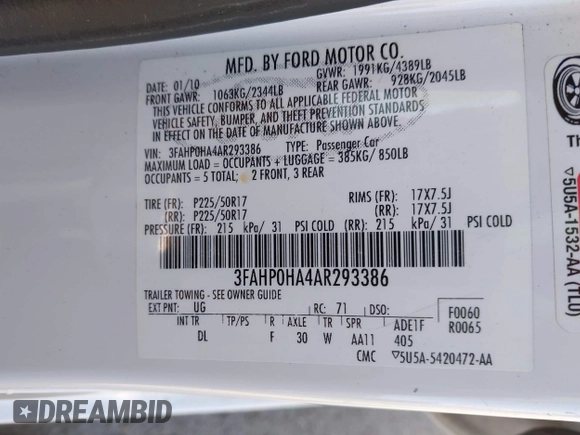 MFD. BY FORD MOTOR CO.
DATE: 01/10 GVWR: 1991KG/4389LB
FRONT GAWR: 1063KG/2344LB REAR GAWR: 928KG/2045LB
THIS VEHICLE CONFORMS TO ALL APPLICABLE FEDERAL MOTOR
VEHICLE SAFETY, BUMPER, AND THEFT PREVENTION STANDARDS
IN EFFECT ON THE DATE OF MANUFACTURE SHOWN ABOVE.
VIN: 3FAHP0HA4AR293386 TYPE: Passenger Car
MAXIMUM LOAD = OCCUPANTS + LUGGAGE = 385KG/850LB
OCCUPANTS = 5 TOTAL; 2 FRONT, 3 REAR
TIRE (FR): P225/50R17 RIMS (FR): 17X7.5J
(RR): P225/50R17 (RR): 17X7.5J
PRESSURE (FR): 215 kPa/ 31 PSI COLD (RR): 215 kPa/ 31 PSI COLD
3FAHP0HA4AR293386
TRAILER TOWING - SEE OWNER GUIDE
EXT PNT: UG RC: 71 DSO: F0060
R0065
INT TR TP/PS R AXLE TR SPR ADE1F
DL F 30 W AA11 405
CMC ▽5U5A-5420472-AA
▽5U5A-1532-AA (TLU)
DREAMBID